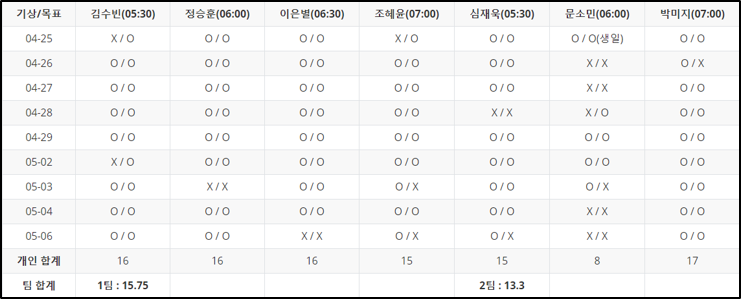 기상/목표 김수빈(05:30) 정승훈(06:00) 이은별(06:30) 조혜윤(07:00) 심재욱(05:30) 문소민(06:00) 박미지(07:00)
04-25 X / O O / O O / O X / O O / O O / O(생일) O / O
04-26 O / O O / O O / O O / O O / O X / X O / X
04-27 O / O O / O O / O O / O O / O X / X O / O
04-28 O / O O / O O / O O / O X / X X / O O / O
04-29 O / O O / O O / O O / O O / O O / O O / O
05-02 X / O O / O O / O O / O O / O O / O O / O
05-03 O / O X / X O / O O / X O / O O / X O / O
05-04 O / O O / O O / O O / O O / O X / X O / O
05-06 O / O O / O X / X O / X O / X X / X O / O
개인 합계 16 16 16 15 15 8 17
팀 합계 1팀 : 15.75 2팀 : 13.3